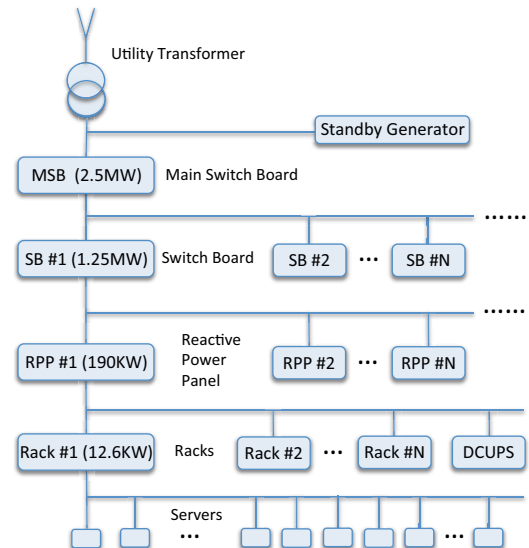 Utility Transformer
Standby Generator
MSB (2.5MW)
Main Switch Board
......
SB #1 (1.25MW)
Switch Board
SB #2
...
SB #N
......
RPP #1 (190KW)
Reactive
Power
Panel
RPP #2
...
RPP #N
Rack #1 (12.6KW)
Racks
Rack #2
...
Rack #N
DCUPS
Servers
...
...